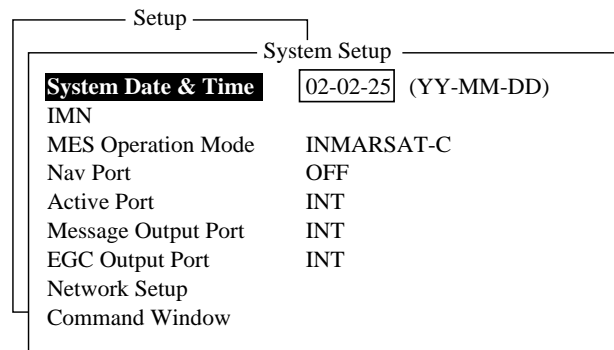 Setup
System Setup
System Date & Time 02-02-25 (YY-MM-DD)
IMN
MES Operation Mode INMARSAT-C
Nav Port OFF
Active Port INT
Message Output Port INT
EGC Output Port INT
Network Setup
Command Window